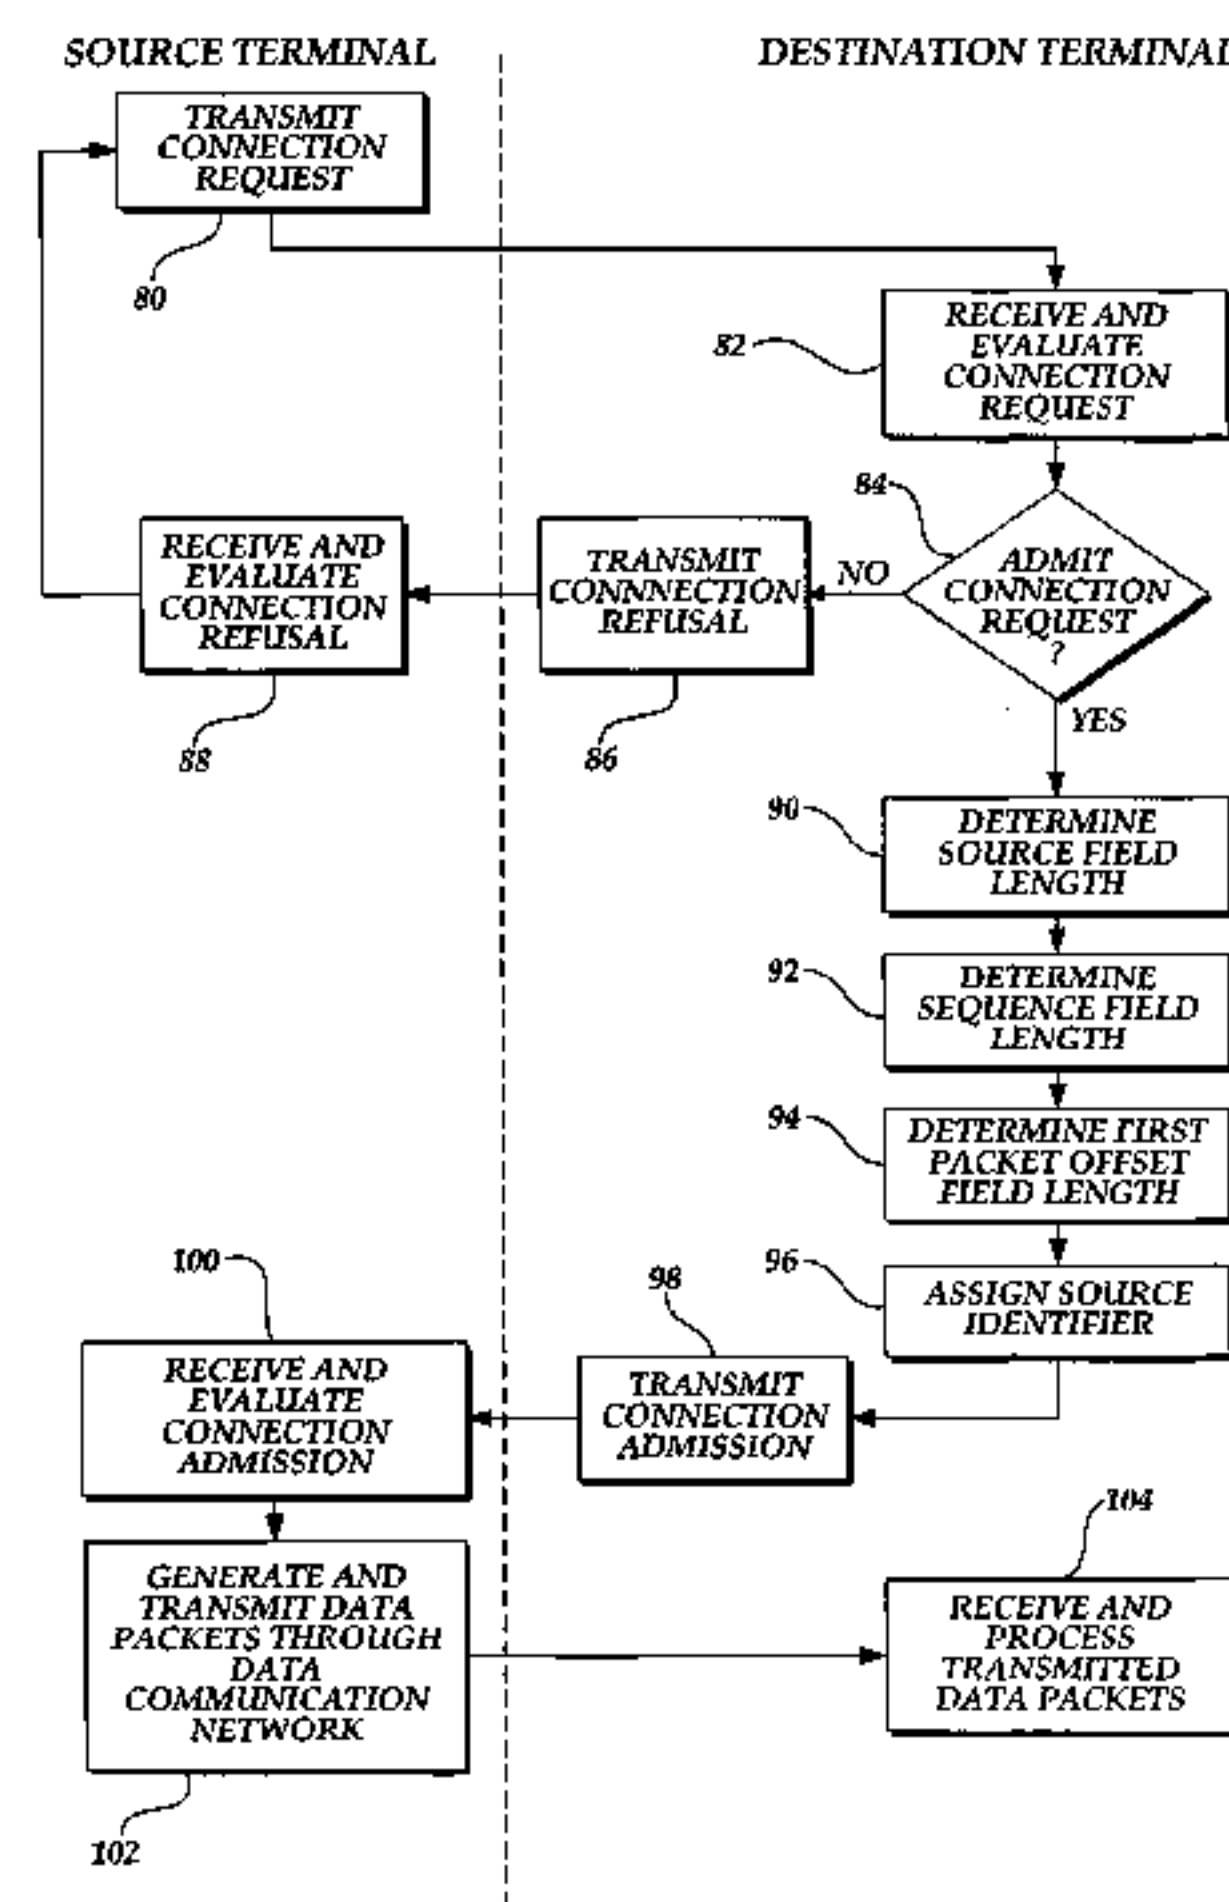 SOURCE TERMINAL
DESTINATION TERMINAL
TRANSMIT
CONNECTION
REQUEST
80
82
RECEIVE AND
EVALUATE
CONNECTION
REQUEST
84
ADMIT
CONNECTION
REQUEST
?
NO
YES
TRANSMIT
CONNNECTION
REFUSAL
86
RECEIVE AND
EVALUATE
CONNECTION
REFUSAL
88
90
DETERMINE
SOURCE FIELD
LENGTH
92
DETERMINE
SEQUENCE FIELD
LENGTH
94
DETERMINE FIRST
PACKET OFFSET
FIELD LENGTH
96
ASSIGN SOURCE
IDENTIFIER
98
TRANSMIT
CONNECTION
ADMISSION
100
RECEIVE AND
EVALUATE
CONNECTION
ADMISSION
GENERATE AND
TRANSMIT DATA
PACKETS THROUGH
DATA
COMMUNICATION
NETWORK
102
104
RECEIVE AND
PROCESS
TRANSMITTED
DATA PACKETS